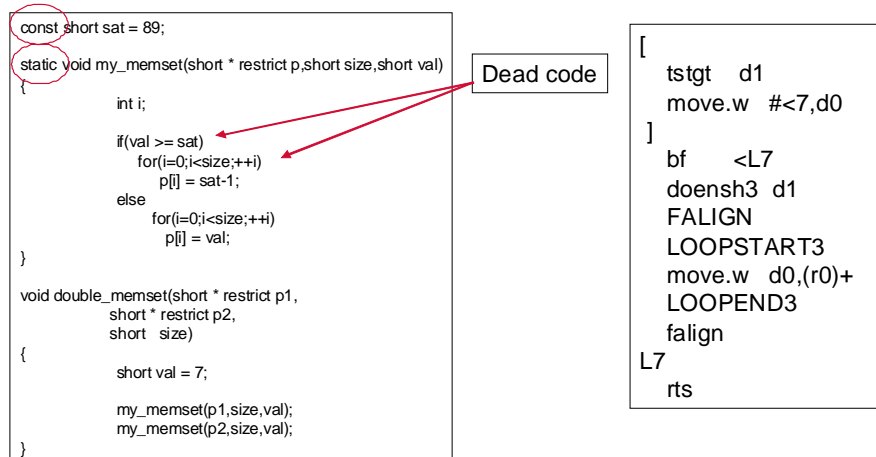 const short sat = 89;
static void my_memset(short * restrict p,short size,short val)
{
int i;
if(val >= sat)
for(i=0;i<size;++i)
p[i] = sat-1;
else
for(i=0;i<size;++i)
p[i] = val;
}
void double_memset(short * restrict p1,
short * restrict p2,
short size)
{
short val = 7;
my_memset(p1,size,val);
my_memset(p2,size,val);
}
Dead code
[
tstgt d1
move.w #<7,d0
]
bf <L7
doensh3 d1
FALIGN
LOOPSTART3
move.w d0,(r0)+
LOOPEND3
falign
L7
rts